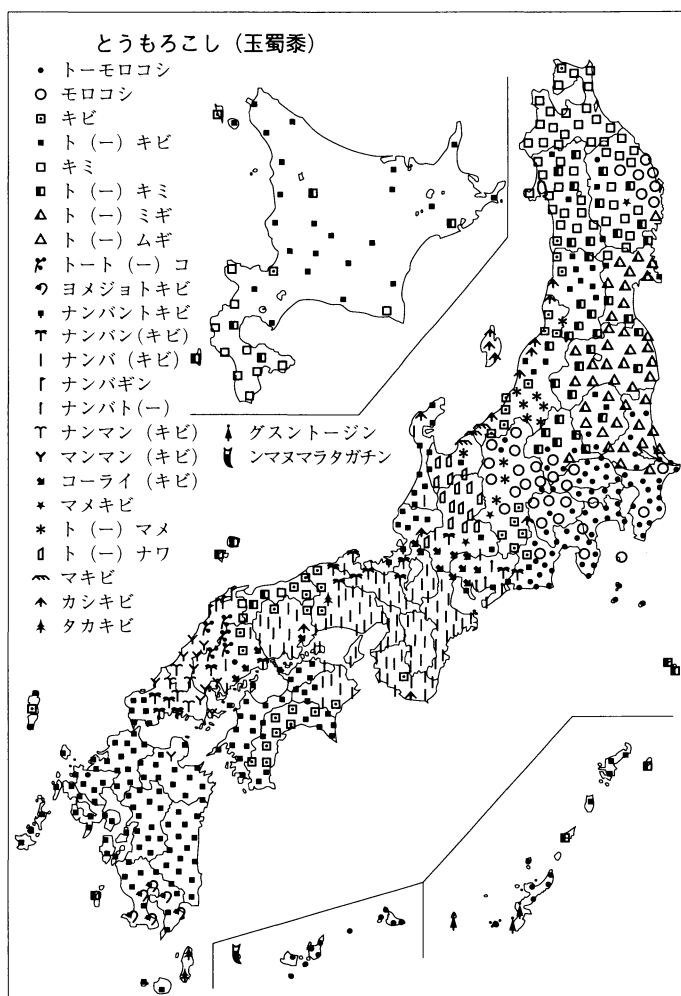 とうもろこし（玉蜀黍）
トーモロコシ
モロコシ
キビ
ト（ー）キビ
キミ
ト（ー）キミ
ト（ー）ミギ
ト（ー）ムギ
トート（ー）コ
ヨメジョトキビ
ナンバントキビ
ナンバン（キビ）
ナンバ（キビ）
ナンバギン
ナンバト（ー）
ナンマン（キビ）
マンマン（キビ）
コーライ（キビ）
マメキビ
ト（ー）マメ
ト（ー）ナワ
マキビ
カシキビ
タカキビ
グスントージン
ンマヌマラタガチン